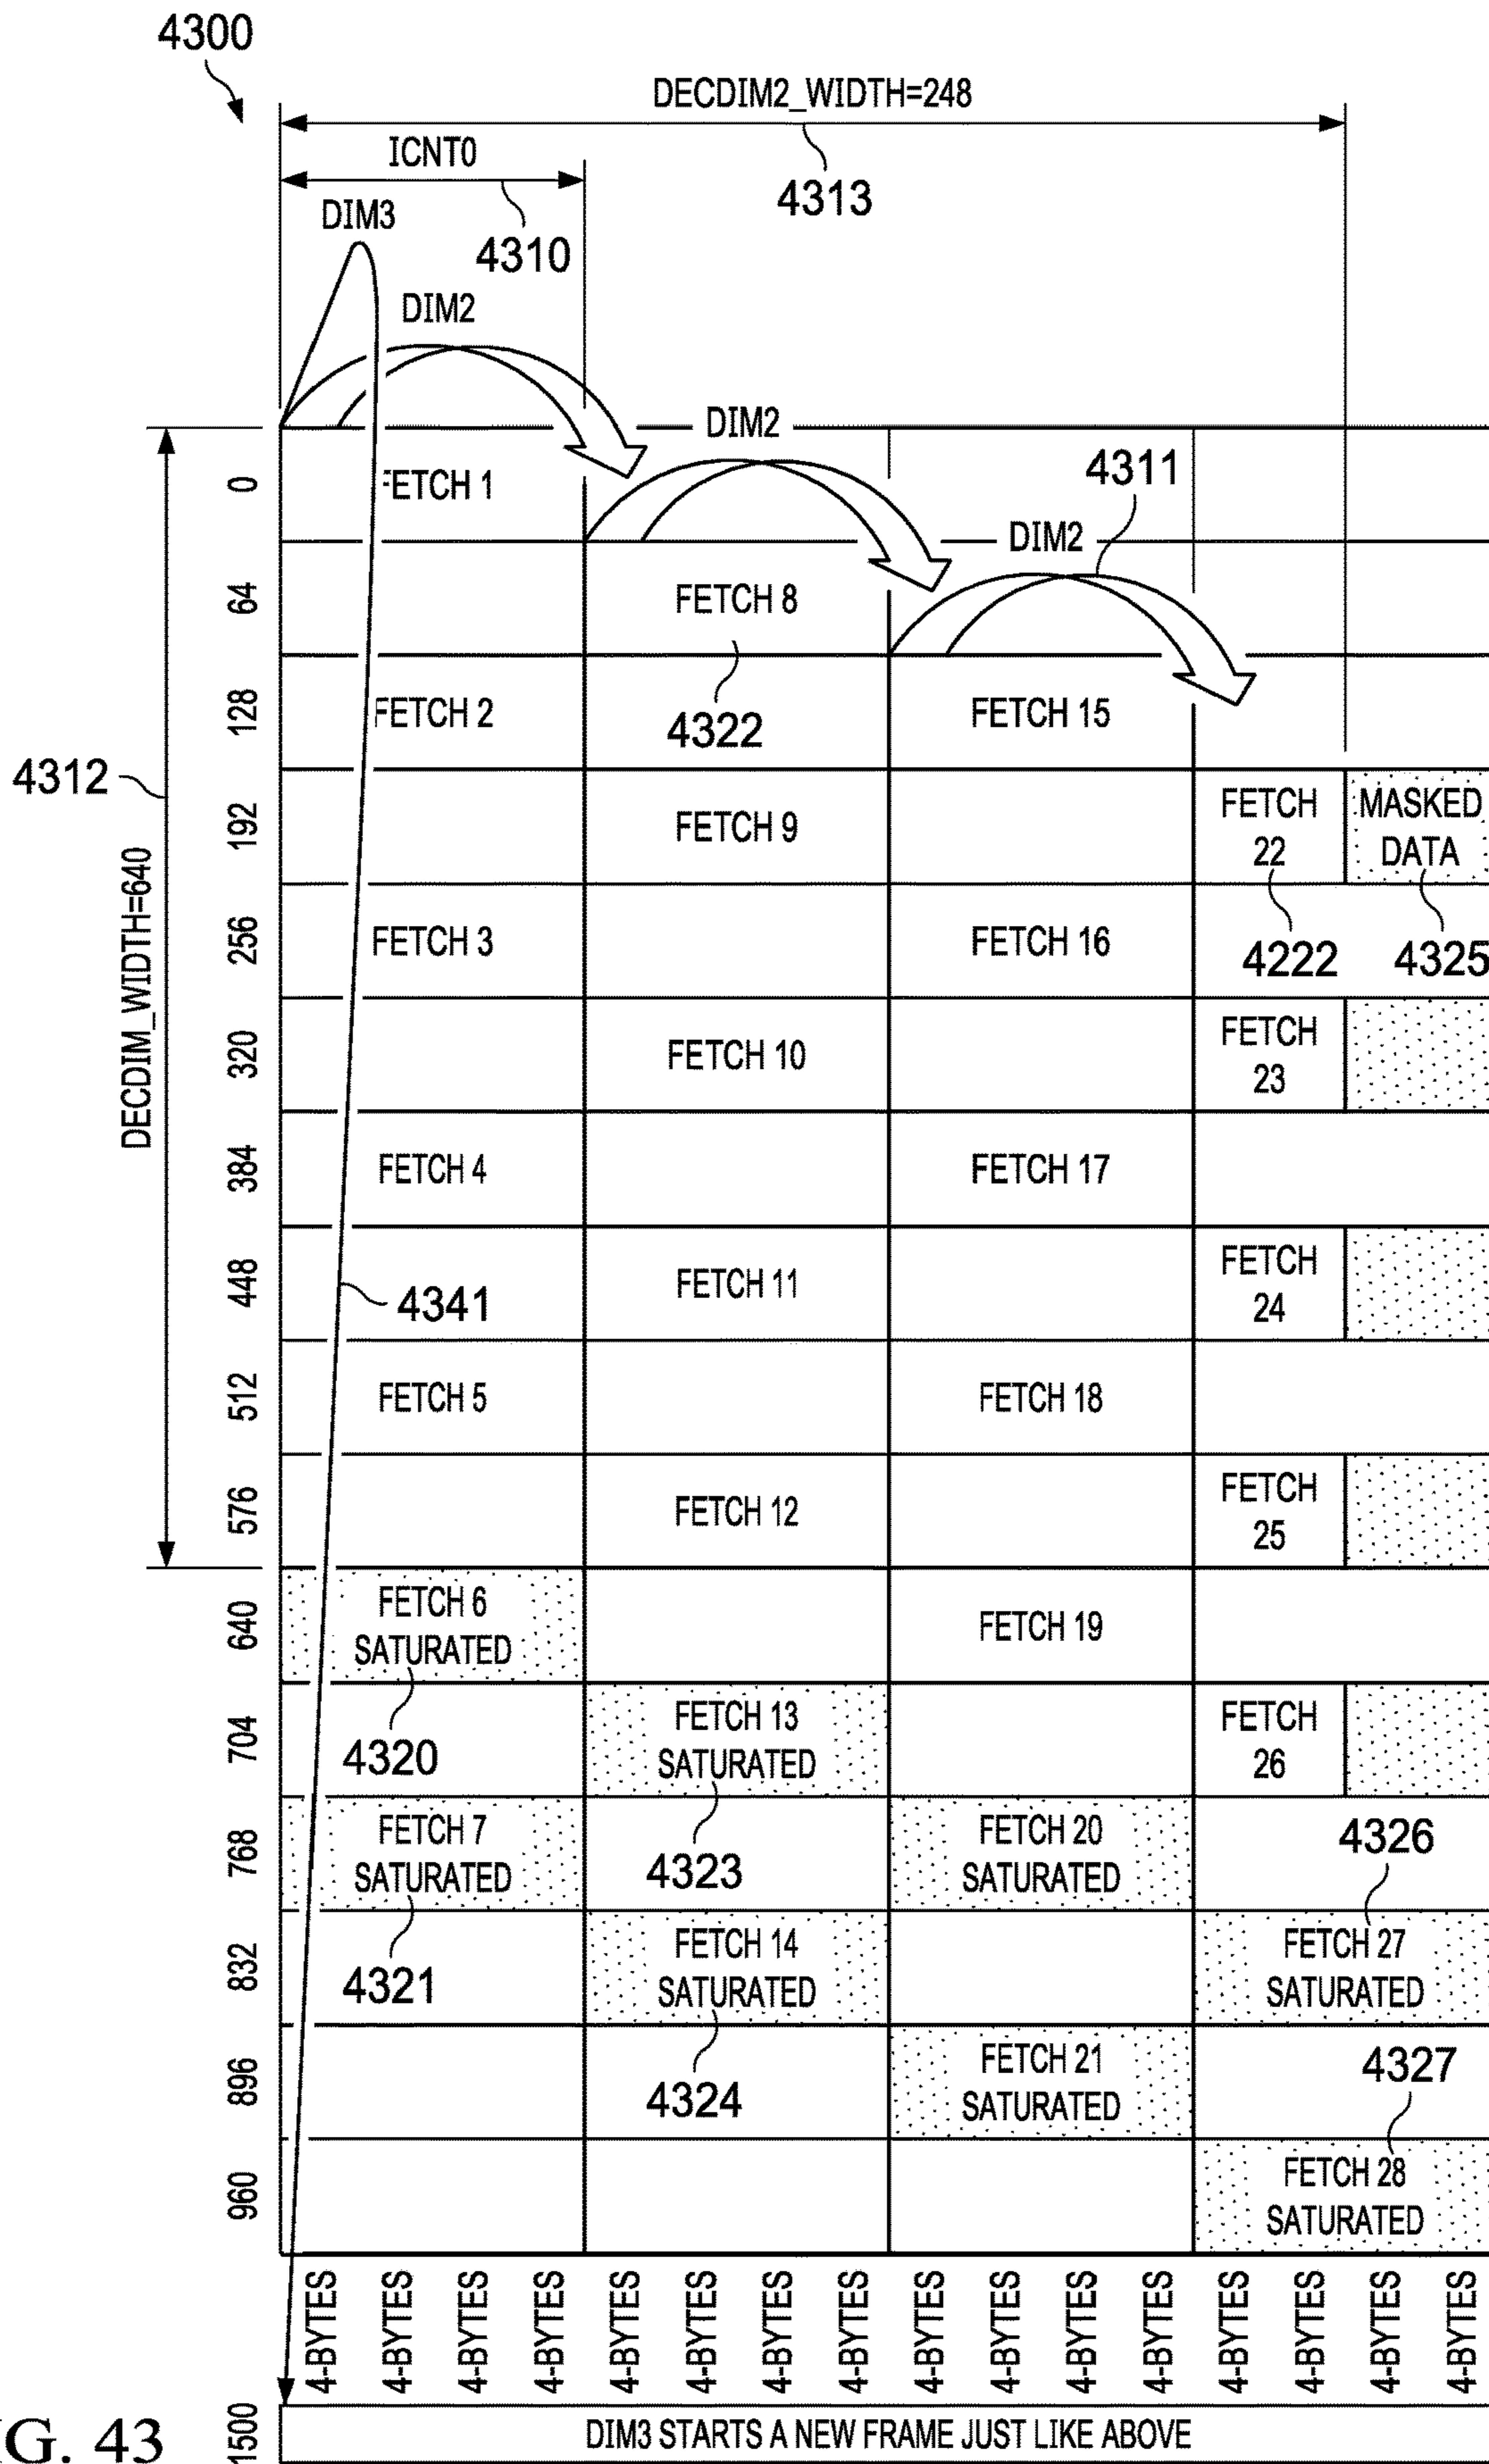 4300
DECDIM2_WIDTH=248
ICNT0
4313
DIM3
4310
DIM2
DIM2
4311
0
FETCH 1
DIM2
64
FETCH 8
128
FETCH 2
4322
FETCH 15
4312
192
FETCH 9
FETCH
22
MASKED
DATA
DECDIM_WIDTH=640
256
FETCH 3
FETCH 16
4222
4325
320
FETCH 10
FETCH
23
384
FETCH 4
FETCH 17
448
4341
FETCH 11
FETCH
24
512
FETCH 5
FETCH 18
576
FETCH 12
FETCH
25
640
FETCH 6
SATURATED
FETCH 19
704
4320
FETCH 13
SATURATED
FETCH
26
768
FETCH 7
SATURATED
4323
FETCH 20
SATURATED
4326
832
4321
FETCH 14
SATURATED
FETCH 27
SATURATED
896
4324
FETCH 21
SATURATED
4327
960
FETCH 28
SATURATED
4-BYTES 4-BYTES 4-BYTES 4-BYTES 4-BYTES 4-BYTES 4-BYTES 4-BYTES 4-BYTES 4-BYTES 4-BYTES 4-BYTES 4-BYTES 4-BYTES 4-BYTES 4-BYTES
1500
DIM3 STARTS A NEW FRAME JUST LIKE ABOVE
G. 43